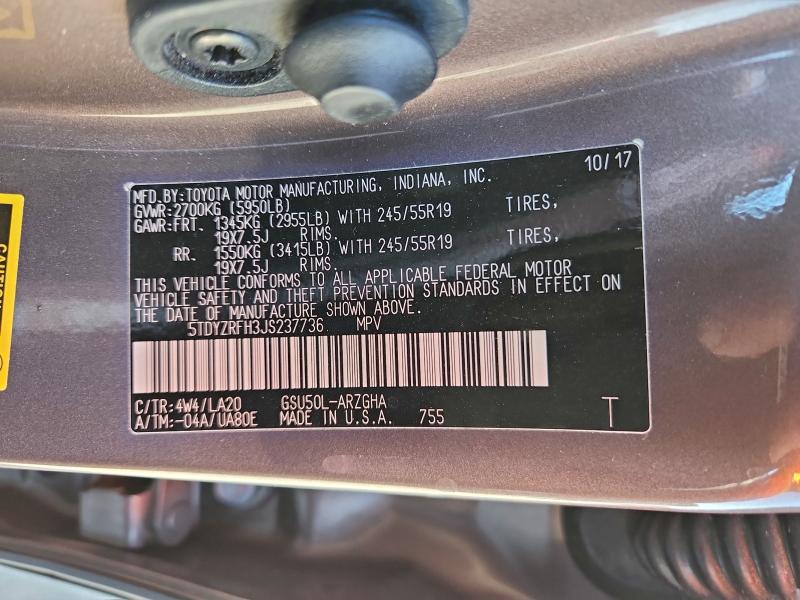 10/17
MFD.BY:TOYOTA MOTOR MANUFACTURING, INDIANA, INC.
GVWR:2700KG (5950LB)
GAWR:FRT. 1345KG (2955LB) WITH 245/55R19 TIRES,
19X7.5J RIMS.
RR. 1550KG (3415LB) WITH 245/55R19 TIRES,
19X7.5J RIMS.
THIS VEHICLE CONFORMS TO ALL APPLICABLE FEDERAL MOTOR
VEHICLE SAFETY AND THEFT PREVENTION STANDARDS IN EFFECT ON
THE DATE OF MANUFACTURE SHOWN ABOVE.
5TDYZRFH3JS237736 MPV
C/TR:4W4/LA20 GSU50L-ARZGHA
A/TM:-04A/UA80E MADE IN U.S.A. 755 T
CAUTION